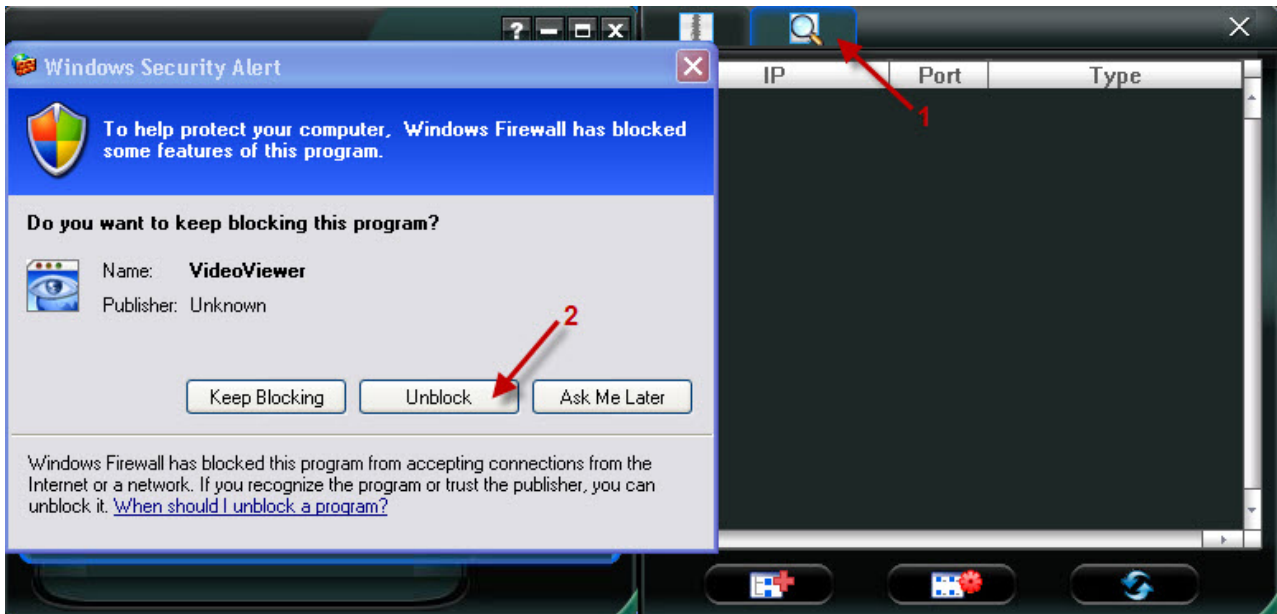 Windows Security Alert
To help protect your computer, Windows Firewall has blocked
some features of this program.
Do you want to keep blocking this program?
Name: VideoViewer
Publisher: Unknown
2
Keep Blocking Unblock Ask Me Later
Windows Firewall has blocked this program from accepting connections from the
Internet or a network. If you recognize the program or trust the publisher, you can
unblock it. When should I unblock a program?
IP Port Type
1